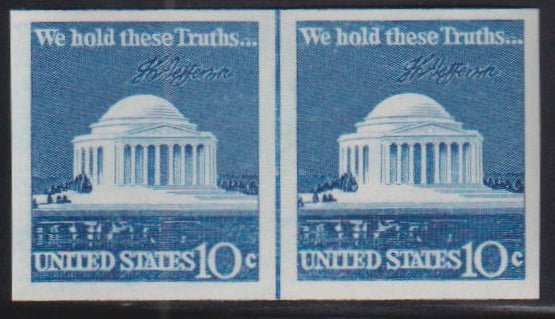 We hold these Truths...
Th Jefferson
UNITED STATES 10c
We hold these Truths...
Th Jefferson
UNITED STATES 10c